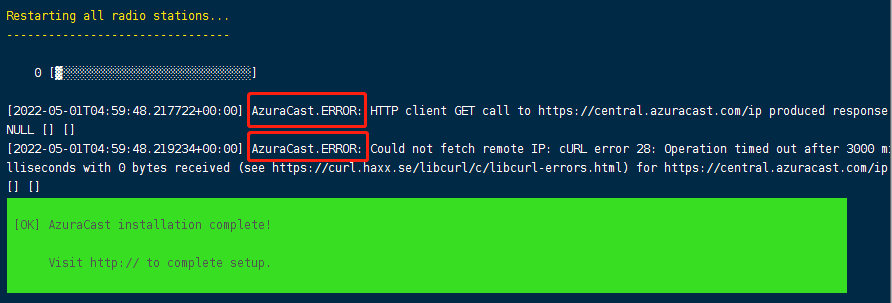 Restarting all radio stations...
--------------------------------
0 [▓░░░░░░░░░░░░░░░░░░░░░░░░░░░]
[2022-05-01T04:59:48.217722+00:00] AzuraCast.ERROR: HTTP client GET call to https://central.azuracast.com/ip produced response
NULL [] []
[2022-05-01T04:59:48.219234+00:00] AzuraCast.ERROR: Could not fetch remote IP: cURL error 28: Operation timed out after 3000 mi
lliseconds with 0 bytes received (see https://curl.haxx.se/libcurl/c/libcurl-errors.html) for https://central.azuracast.com/ip
[] []
[OK] AzuraCast installation complete!
Visit http:// to complete setup.